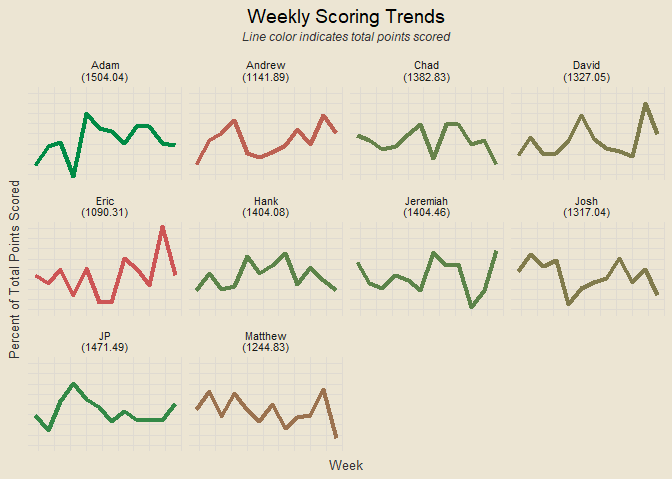 Weekly Scoring Trends
Line color indicates total points scored
Adam
(1504.04)
Andrew
(1141.89)
Chad
(1382.83)
David
(1327.05)
Eric
(1090.31)
Hank
(1404.08)
Jeremiah
(1404.46)
Josh
(1317.04)
JP
(1471.49)
Matthew
(1244.83)
Percent of Total Points Scored
Week